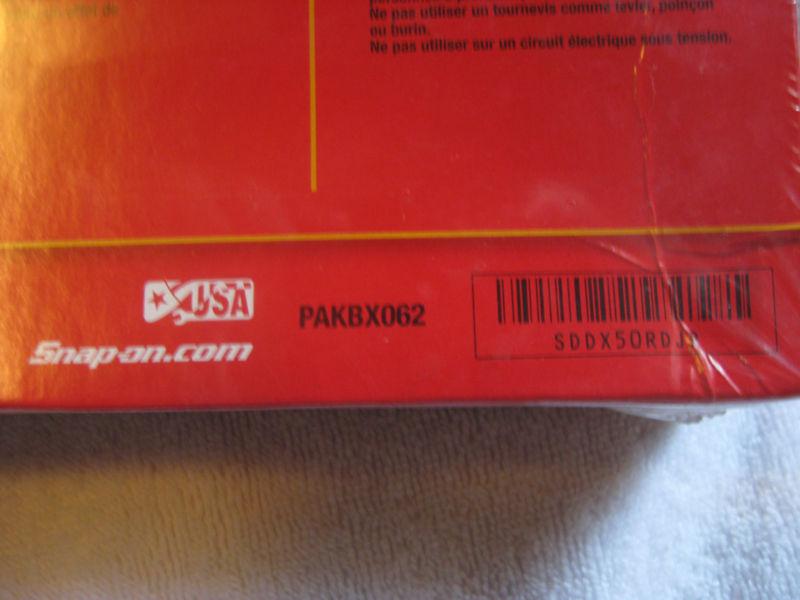 Ne pas utiliser un tournevis comme levier, poinçon
ou burin.
Ne pas utiliser sur un circuit électrique sous tension.
USA
Snap-on.com
PAKBX062